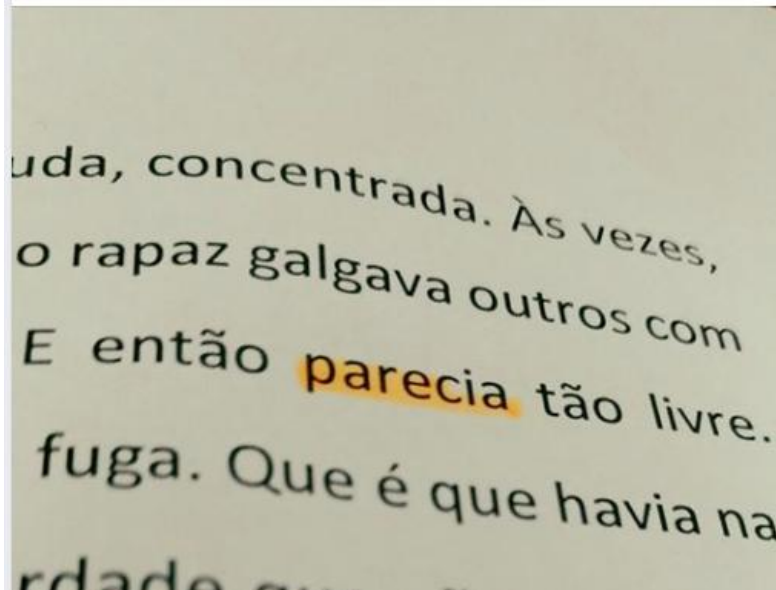 uda, concentrada. Às vezes,
o rapaz galgava outros com
E então parecia tão livre.
fuga. Que é que havia na